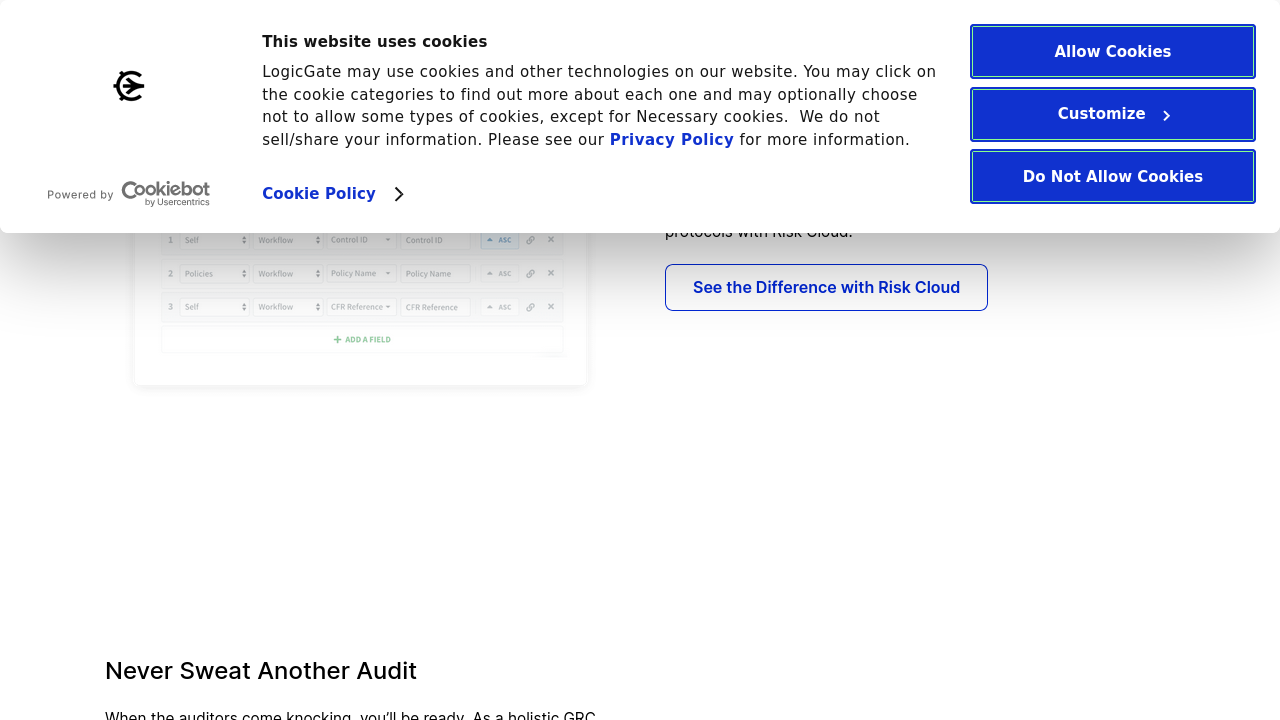 This website uses cookies
LogicGate may use cookies and other technologies on our website. You may click on
the cookie categories to find out more about each one and may optionally choose
not to allow some types of cookies, except for Necessary cookies.  We do not
sell/share your information. Please see our Privacy Policy for more information.
Cookie Policy
Powered by Cookiebot
by Usercentrics
Allow Cookies
Customize
Do Not Allow Cookies
1 Self Workflow Control ID Control ID ASC
2 Policies Workflow Policy Name Policy Name ASC
3 Self Workflow CFR Reference CFR Reference ASC
ADD A FIELD
protocols with Risk Cloud.
See the Difference with Risk Cloud
Never Sweat Another Audit
When the auditors come knocking, you’ll be ready. As a holistic GRC